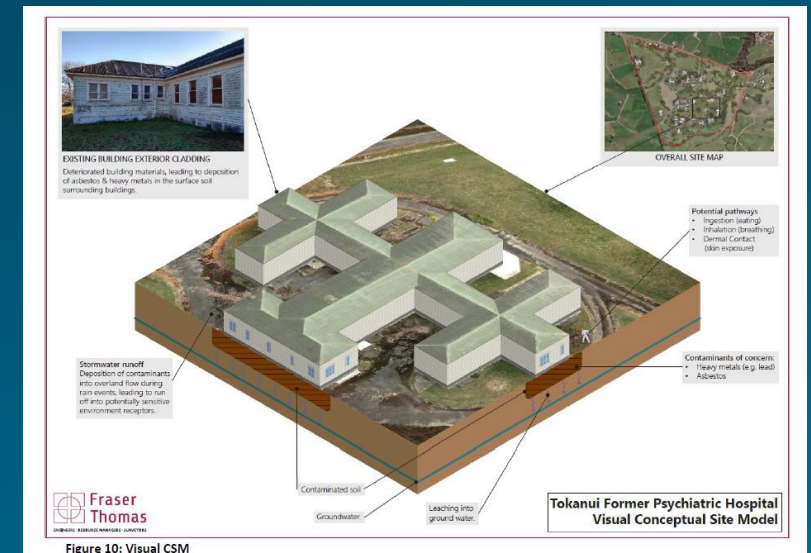 EXISTING BUILDING EXTERIOR CLADDING
Deteriorated building materials, leading to deposition
of asbestos & heavy metals in the surface soil
surrounding buildings.
OVERALL SITE MAP
Potential pathways
• Ingestion (eating)
• Inhalation (breathing)
• Dermal Contact
(skin exposure)
Stormwater runoff
Deposition of contaminants
into overland flow during
rain events, leading to run
off into potentially sensitive
environment receptors.
Contaminants of concern:
• Heavy metals (e.g. lead)
• Asbestos
Contaminated soil
Groundwater
Leaching into
ground water.
Fraser
Thomas
ENGINEERS • RESOURCE MANAGERS • SURVEYORS
Tokanui Former Psychiatric Hospital
Visual Conceptual Site Model
Figure 10: Visual CSM